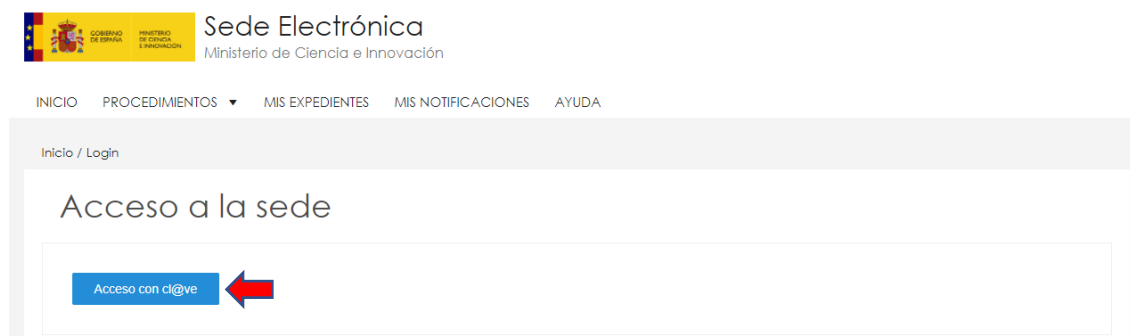 Sede Electrónica
GOBIERNO
DE ESPAÑA
MINISTERIO
DE CIENCIA
E INNOVACIÓN
Ministerio de Ciencia e Innovación
INICIO PROCEDIMIENTOS ▼ MIS EXPEDIENTES MIS NOTIFICACIONES AYUDA
Inicio / Login
Acceso a la sede
Acceso con cl@ve